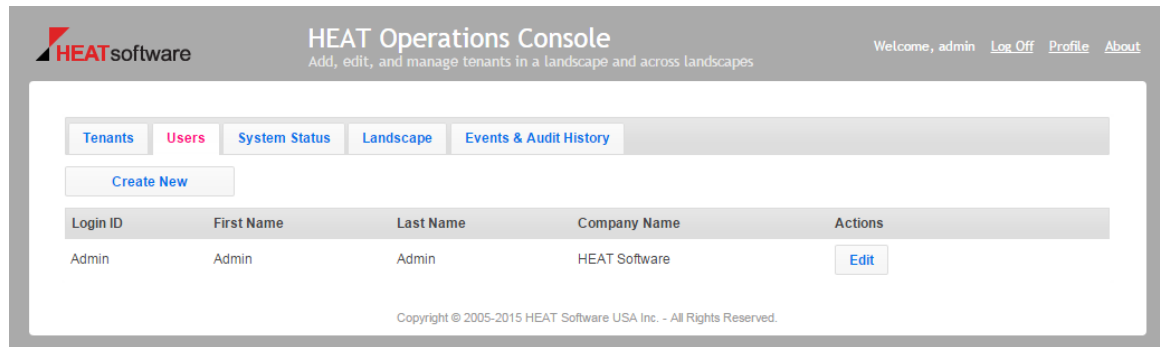 HEATsoftware
HEAT Operations Console
Add, edit, and manage tenants in a landscape and across landscapes
Welcome, admin Log Off Profile About
Tenants Users System Status Landscape Events & Audit History
Create New
Login ID First Name Last Name Company Name Actions
Admin Admin Admin HEAT Software Edit
Copyright © 2005-2015 HEAT Software USA Inc. - All Rights Reserved.